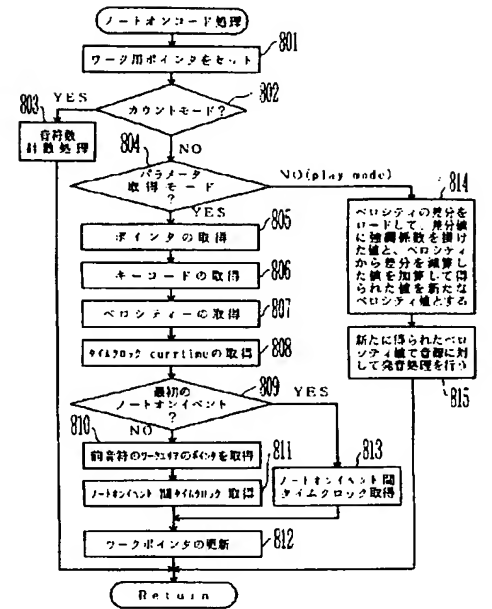 ノートオンコード処理
801
ワーク用ポインタをセット
802
YES
カウントモード?
803
音符数
計数処理
NO
804
パラメータ
取得モード
?
NO(play mode)
YES
805
ポインタの取得
806
キーコードの取得
807
ベロシティーの取得
808
タイムクロック currtimeの取得
809
最初の
ノートオンイベント
?
YES
NO
810
前音符のワークエリアのポインタを取得
811
ノートオンイベント間タイムクロック取得
813
ノートオンイベント間
タイムクロック取得
812
ワークポインタの更新
814
ベロシティの差分を
ロードして、差分値
に強調係数を掛け
た値と、ベロシティ
から差分を減算し
た値を加算して得
られた値を新たな
ベロシティ値とする
新たに得られたベロ
シティ値で音源に対
して発音処理を行う
815
Return